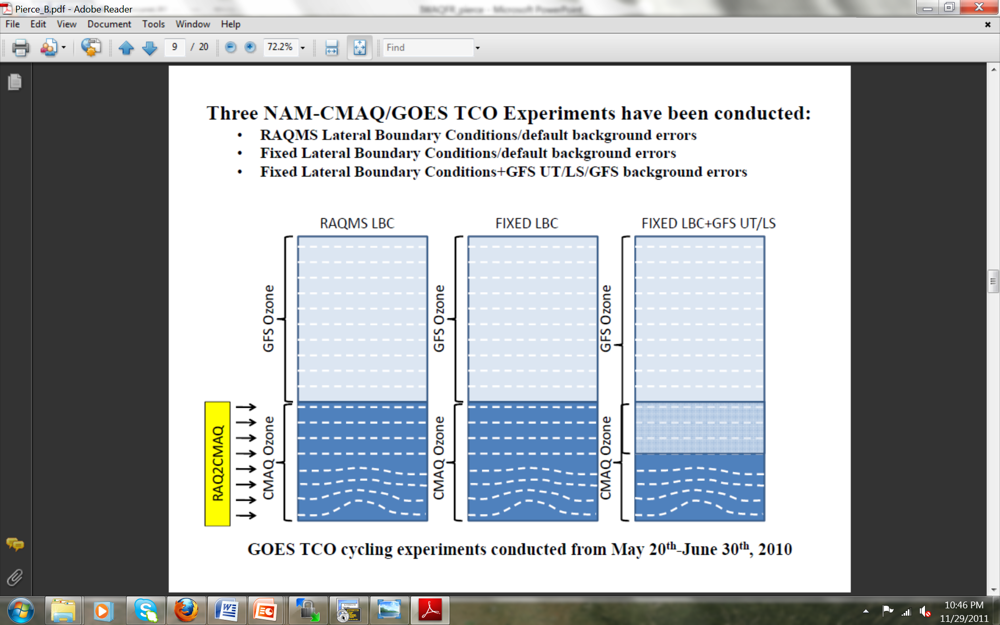 Pierce_B.pdf - Adobe Reader
IWAQFR_pierce - Microsoft PowerPoint
File Edit View Document Tools Window Help
9 / 20 72.2% Find
Three NAM-CMAQ/GOES TCO Experiments have been conducted:
• RAQMS Lateral Boundary Conditions/default background errors
• Fixed Lateral Boundary Conditions/default background errors
• Fixed Lateral Boundary Conditions+GFS UT/LS/GFS background errors
RAQMS LBC
FIXED LBC
FIXED LBC+GFS UT/LS
GFS Ozone
GFS Ozone
GFS Ozone
RAQ2CMAQ
CMAQ Ozone
CMAQ Ozone
CMAQ Ozone
GOES TCO cycling experiments conducted from May 20th-June 30th, 2010
10:46 PM
11/29/2011